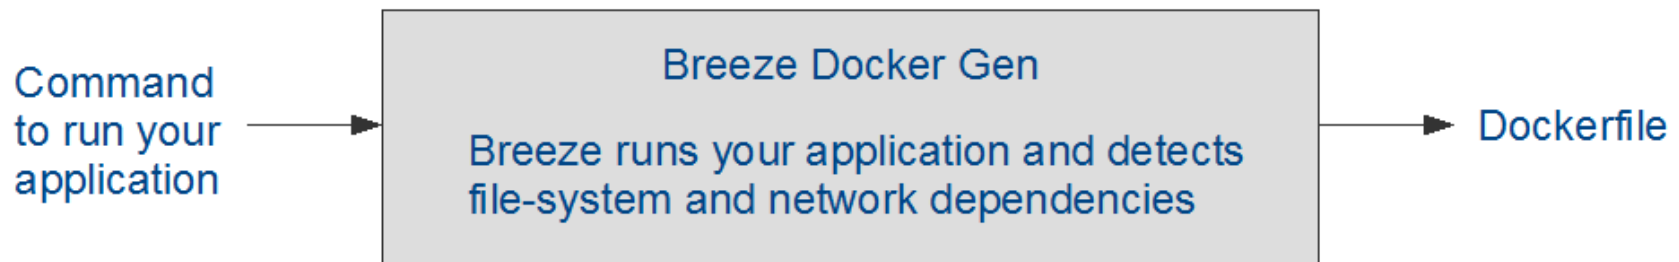 Command
to run your
application
Breeze Docker Gen
Breeze runs your application and detects
file-system and network dependencies
Dockerfile